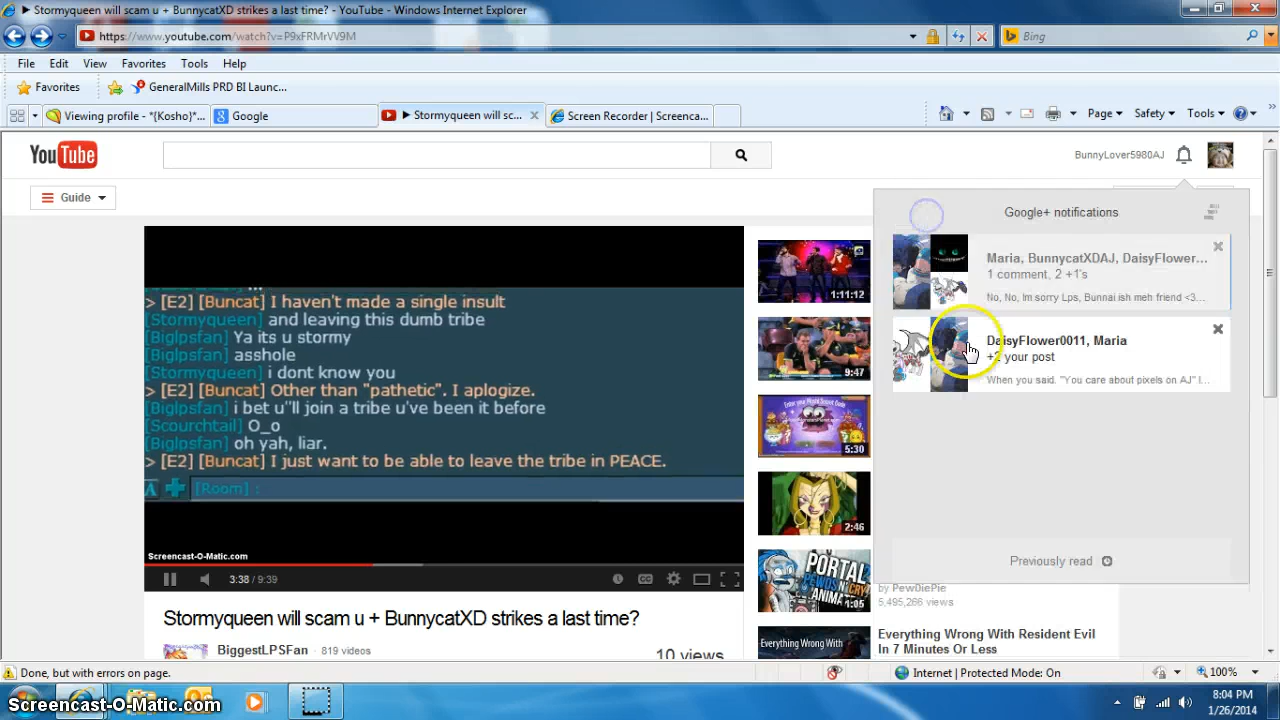 ▶ Stormyqueen will scam u + BunnycatXD strikes a last time? - YouTube - Windows Internet Explorer
https://www.youtube.com/watch?v=P9xFRMrVV9M
Bing
File Edit View Favorites Tools Help
Favorites GeneralMills PRD BI Launc...
Viewing profile - *{Kosho}*... Google ▶ Stormyqueen will sc... Screen Recorder | Screenca... Page Safety Tools
YouTube BunnyLover5980AJ
Guide
Google+ notifications
Maria, BunnycatXDAJ, DaisyFlower...
1 comment, 2 +1's
No, No, Im sorry Lps, Bunnai ish meh friend <3...
DaisyFlower0011, Maria
your post
When you said. "You care about pixels on AJ" I...
Previously read
> [E2] [Buncat] I haven't made a single insult
[Stormyqueen] and leaving this dumb tribe
[Biglpsfan] Ya its u stormy
[Biglpsfan] asshole
[Stormyqueen] i dont know you
> [E2] [Buncat] Other than "pathetic". I aplogize.
[Biglpsfan] i bet u"ll join a tribe u've been it before
[Scourchtail] O_o
[Biglpsfan] oh yah, liar.
> [E2] [Buncat] I just want to be able to leave the tribe in PEACE.
A [Room] :
Screencast-O-Matic.com
3:38 / 9:39
1:11:12
9:47
5:30
2:46
PORTAL
PEWDS N' CRY
ANIMAT
1:05
by PewDiePie
5,495,266 views
Everything Wrong With
Everything Wrong With Resident Evil
In 7 Minutes Or Less
Stormyqueen will scam u + BunnycatXD strikes a last time?
BiggestLPSFan · 819 videos
10 views
Done, but with errors on page. Internet | Protected Mode: On 100%
Screencast-O-Matic.com
8:04 PM
1/26/2014